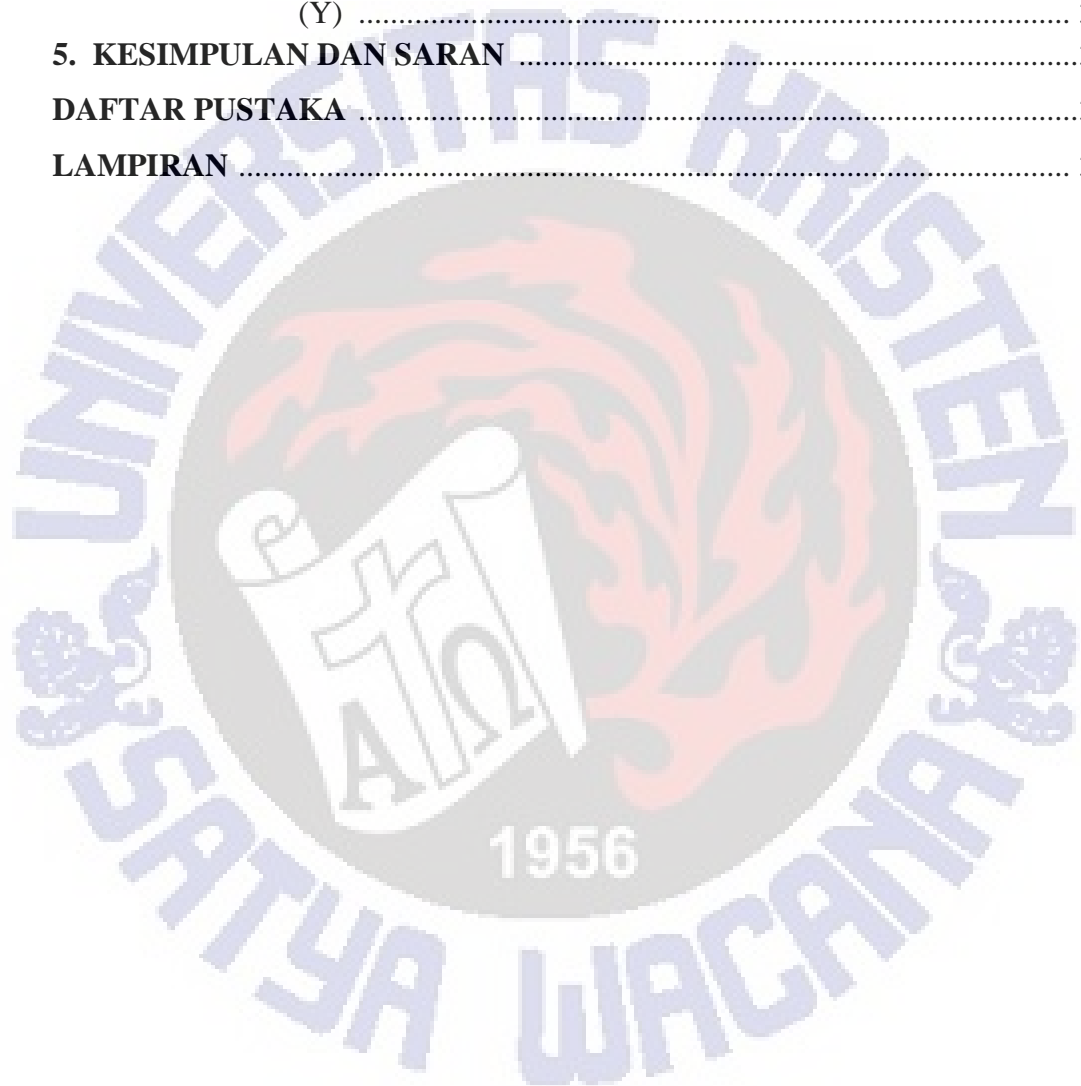 (Y) ..........................................................................
5. KESIMPULAN DAN SARAN ..........................................................
DAFTAR PUSTAKA ...........................................................................
LAMPIRAN .......................................................................................
UNIVERSITAS KRISTEN
Α Ω
1956
SATYA WACANA